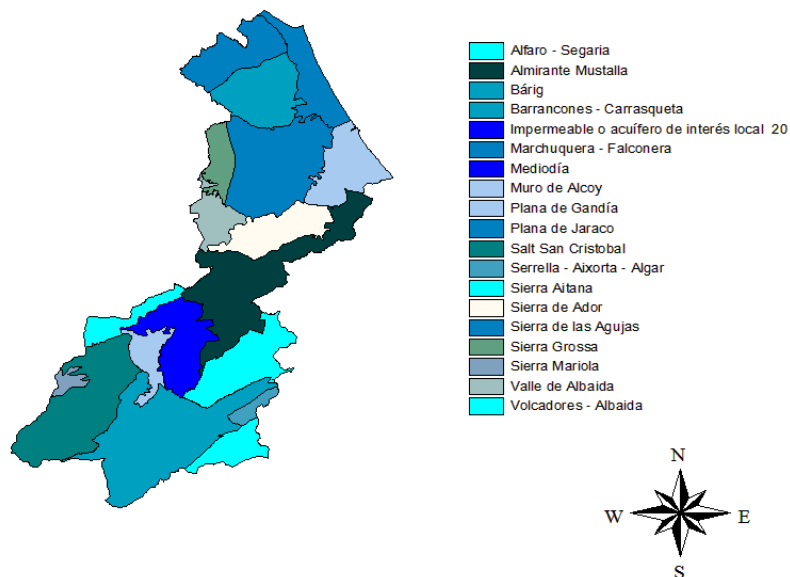 Alfaro - Segaria
Almirante Mustalla
Bárig
Barrancones - Carrasqueta
Impermeable o acuífero de interés local 20
Marchuquera - Falconera
Mediodía
Muro de Alcoy
Plana de Gandía
Plana de Jaraco
Salt San Cristobal
Serrella - Aixorta - Algar
Sierra Aitana
Sierra de Ador
Sierra de las Agujas
Sierra Grossa
Sierra Mariola
Valle de Albaida
Volcadores - Albaida
N
W E
S